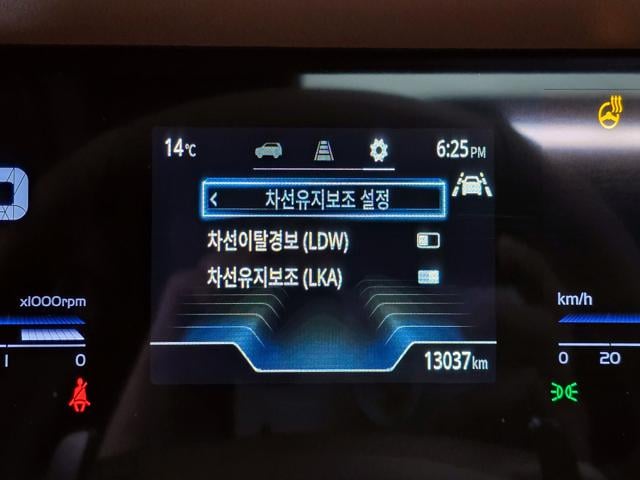 14°C
6:25PM
차선유지보조 설정
차선이탈경보 (LDW)
차선유지보조 (LKA)
x1000rpm
km/h
1 0
0 20
13037km